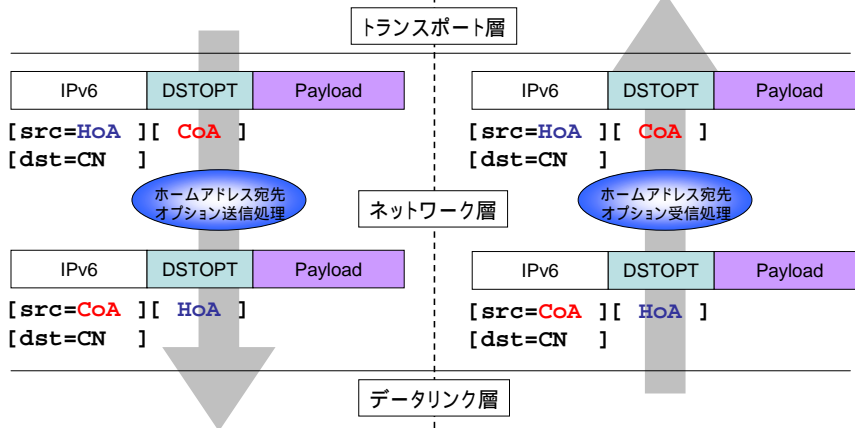 トランスポート層
IPv6 DSTOPT Payload
[src=HoA ][ CoA ]
[dst=CN ]
ホームアドレス宛先
オプション送信処理
IPv6 DSTOPT Payload
[src=CoA ][ HoA ]
[dst=CN ]
ネットワーク層
IPv6 DSTOPT Payload
[src=HoA ][ CoA ]
[dst=CN ]
ホームアドレス宛先
オプション受信処理
IPv6 DSTOPT Payload
[src=CoA ][ HoA ]
[dst=CN ]
データリンク層